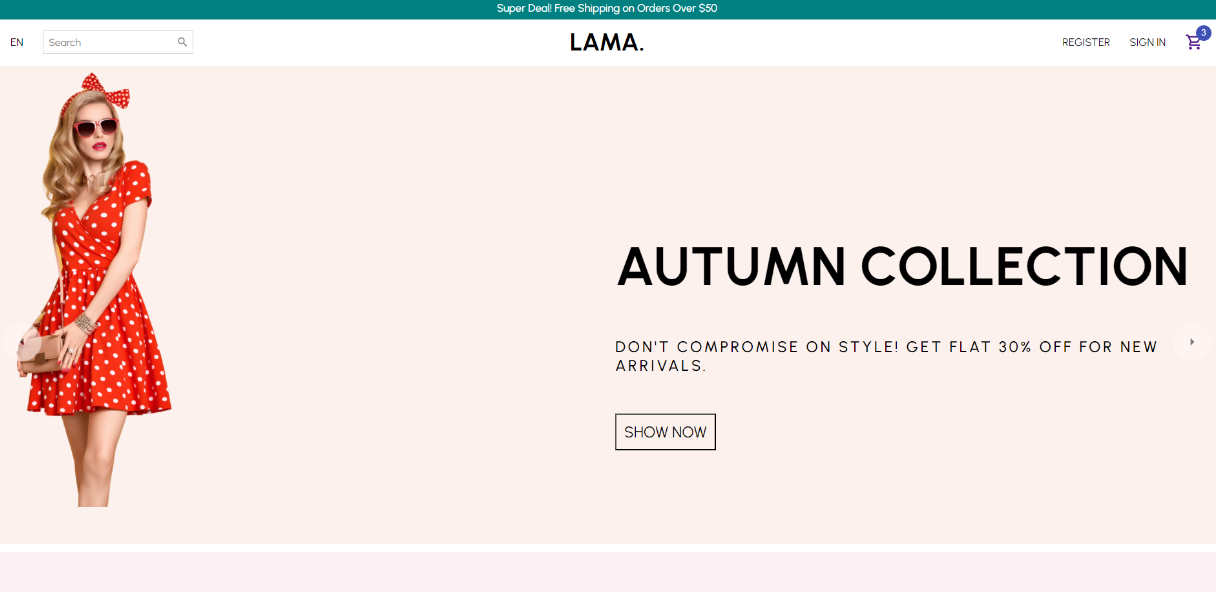 Super Deal! Free Shipping on Orders Over $50
EN
Search
LAMA.
REGISTER
SIGN IN
3
AUTUMN COLLECTION
DON'T COMPROMISE ON STYLE! GET FLAT 30% OFF FOR NEW
ARRIVALS.
SHOW NOW